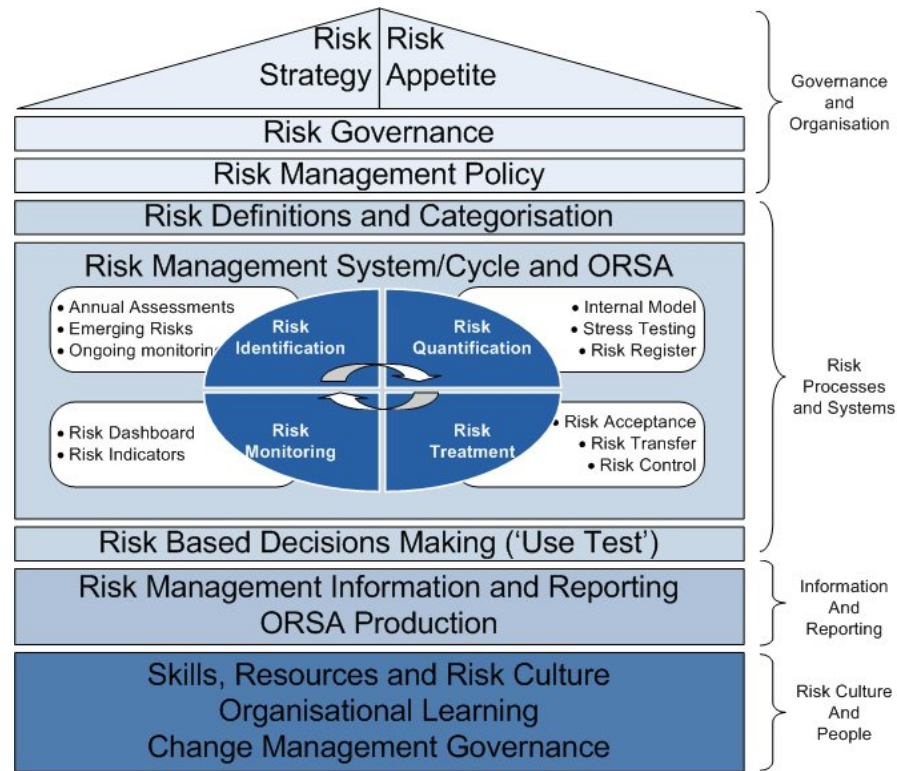 Risk Risk
Strategy Appetite
Governance
and
Organisation
Risk Governance
Risk Management Policy
Risk Definitions and Categorisation
Risk Management System/Cycle and ORSA
• Annual Assessments
• Emerging Risks
• Ongoing monitoring
Risk
Identification
Risk
Quantification
• Internal Model
• Stress Testing
• Risk Register
Risk
Processes
and Systems
• Risk Dashboard
• Risk Indicators
Risk
Monitoring
Risk
Treatment
• Risk Acceptance
• Risk Transfer
• Risk Control
Risk Based Decisions Making (‘Use Test’)
Risk Management Information and Reporting
ORSA Production
Information
And
Reporting
Skills, Resources and Risk Culture
Organisational Learning
Change Management Governance
Risk Culture
And
People